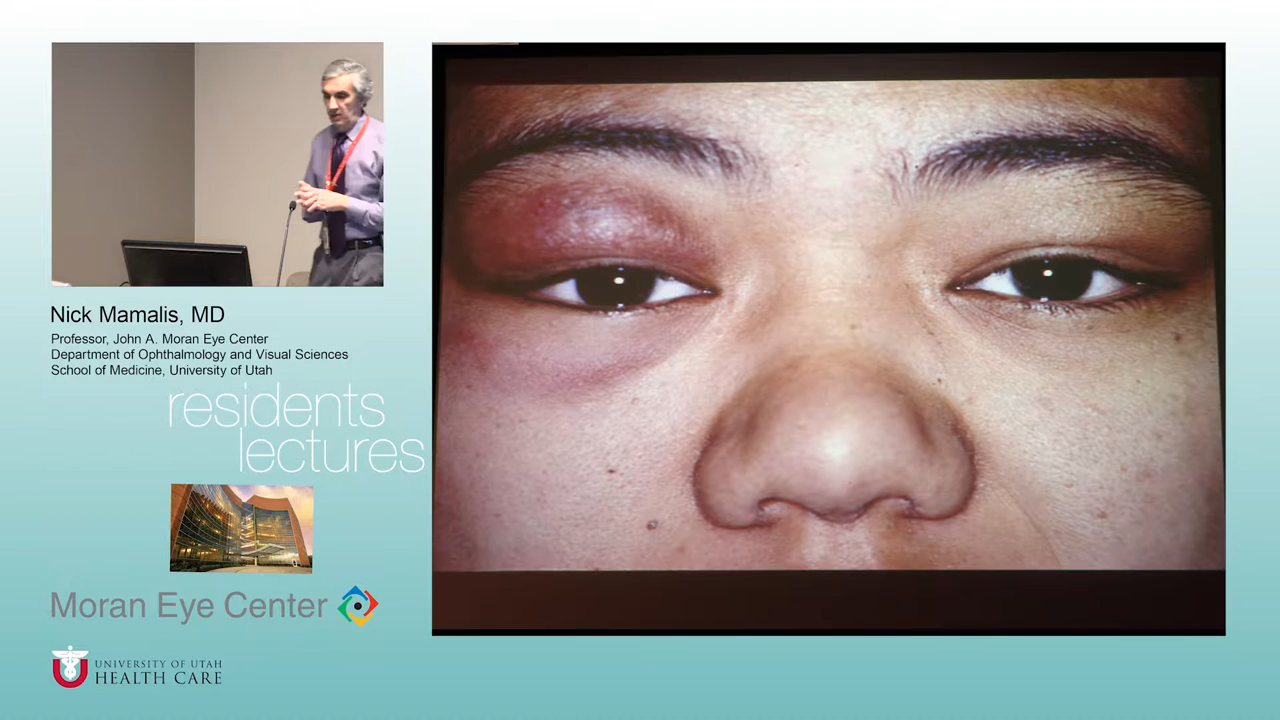 Nick Mamalis, MD
Professor, John A. Moran Eye Center
Department of Ophthalmology and Visual Sciences
School of Medicine, University of Utah
residents
lectures
Moran Eye Center
U
UNIVERSITY OF UTAH
HEALTH CARE